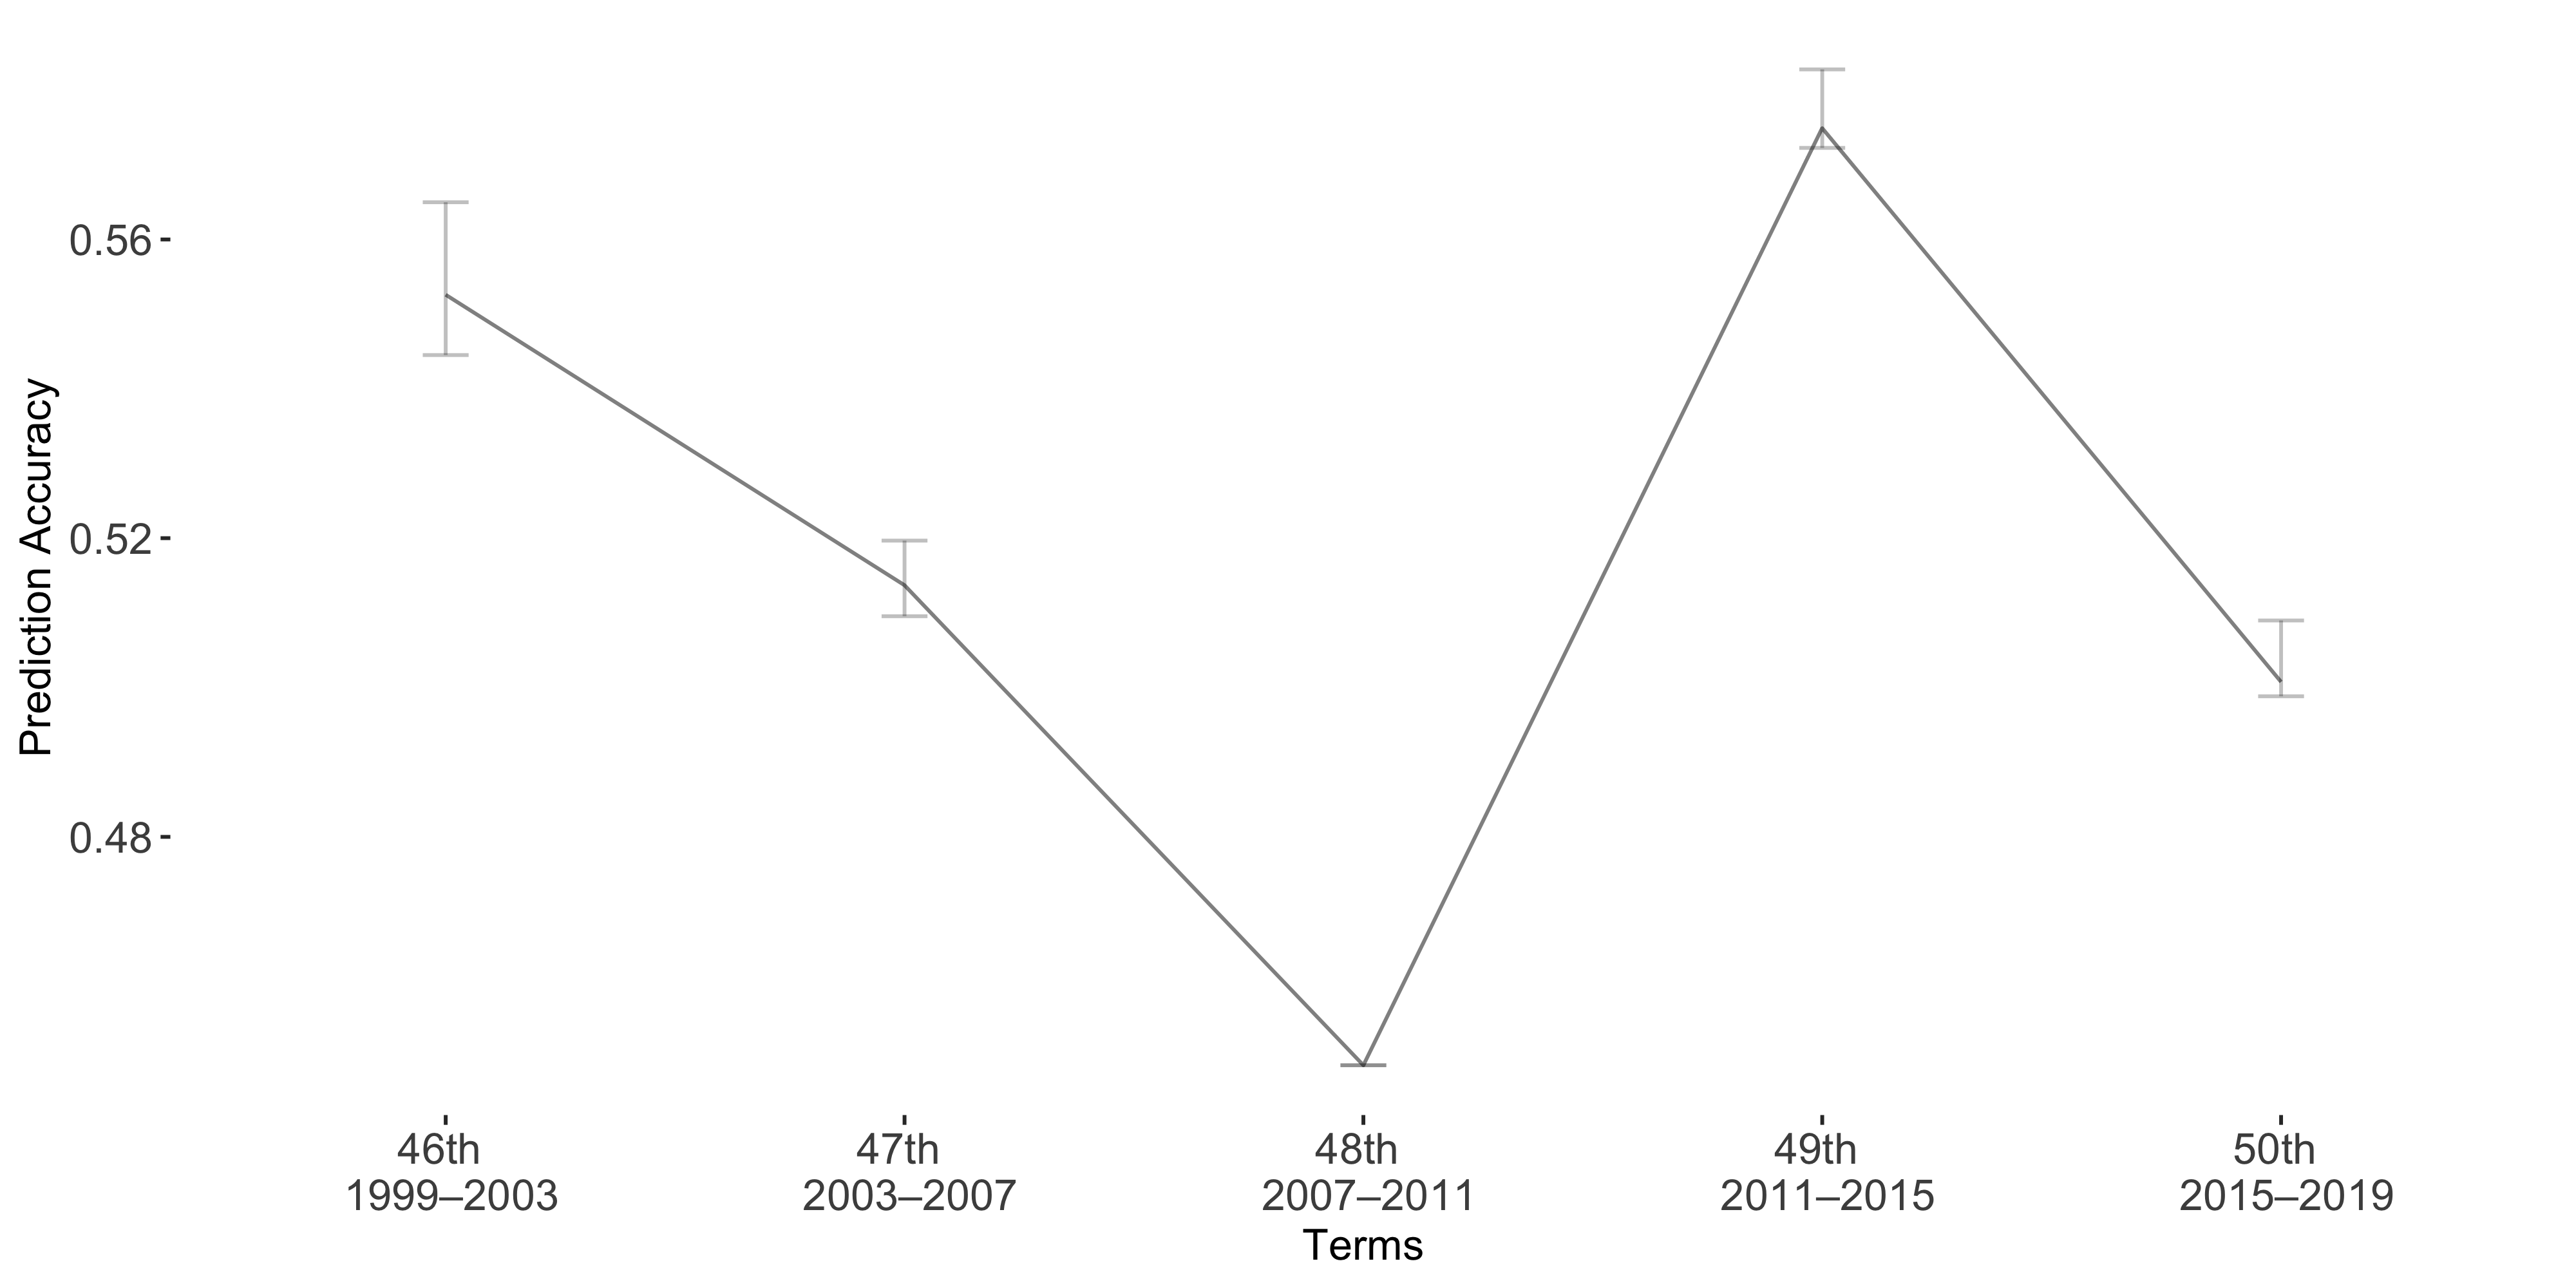 Prediction Accuracy
0.56
0.52
0.48
46th
1999–2003
47th
2003–2007
48th
2007–2011
49th
2011–2015
50th
2015–2019
Terms